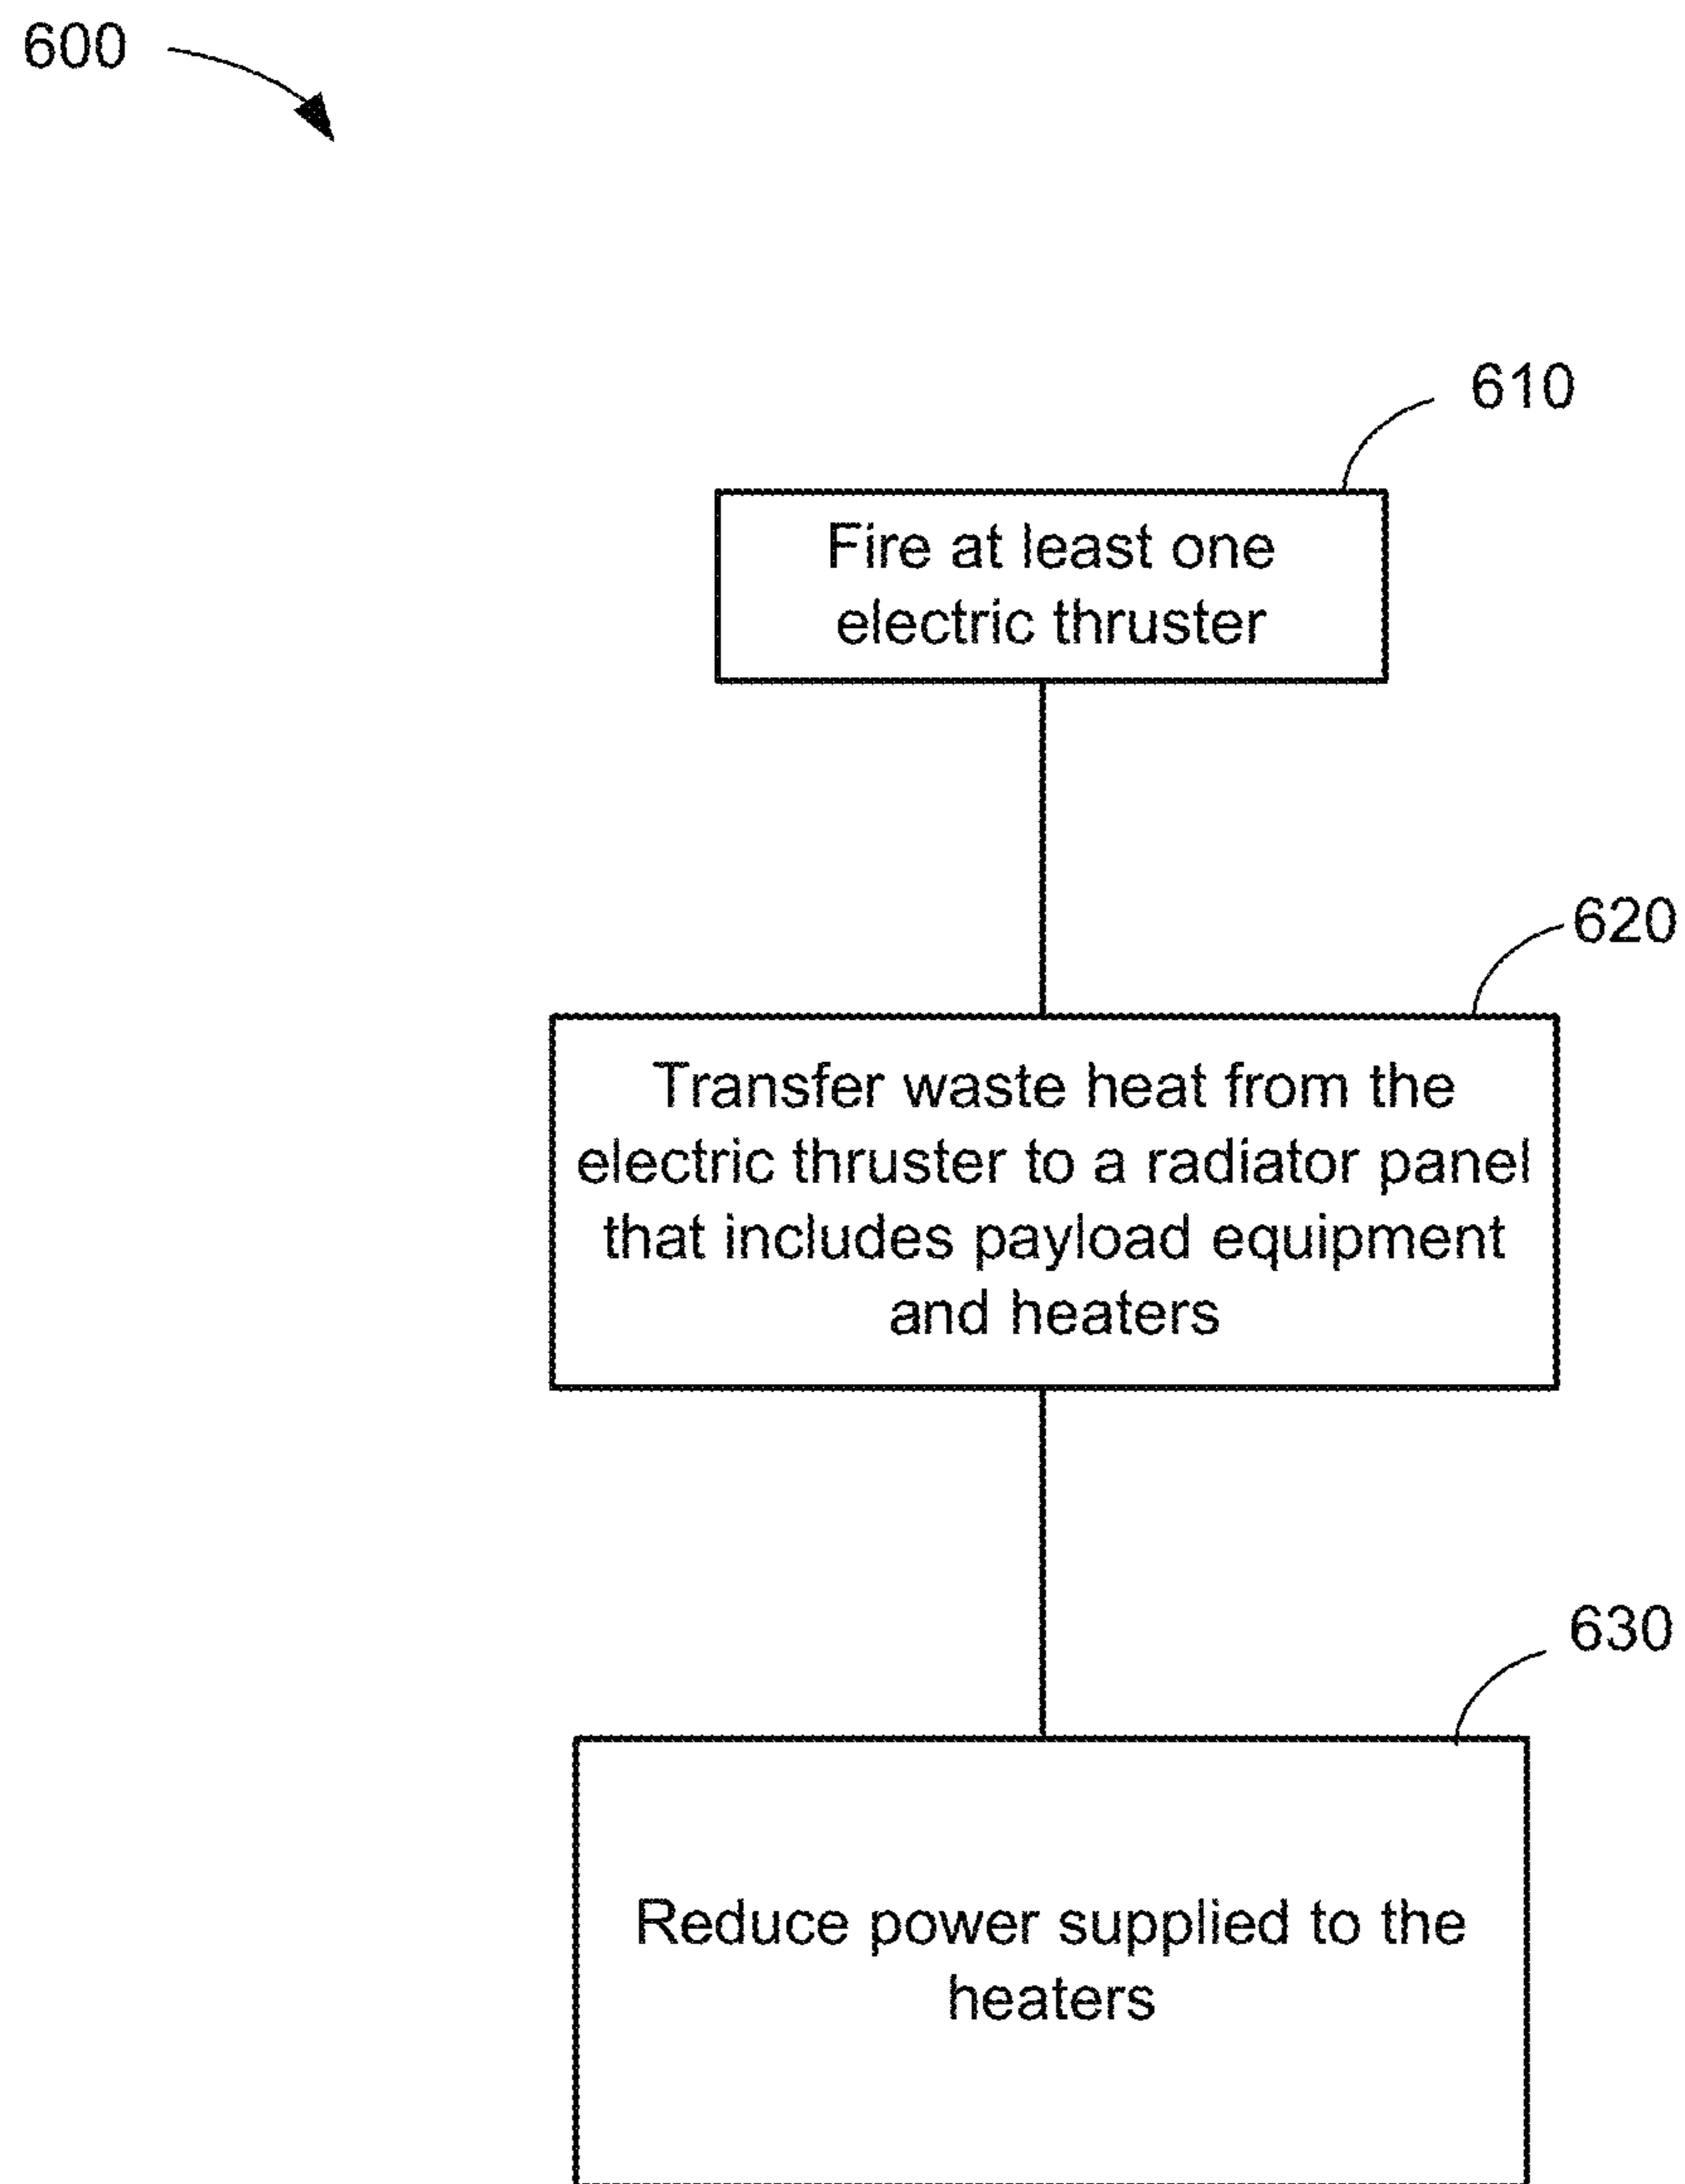 600
610
Fire at least one
electric thruster
620
Transfer waste heat from the
electric thruster to a radiator panel
that includes payload equipment
and heaters
630
Reduce power supplied to the
heaters